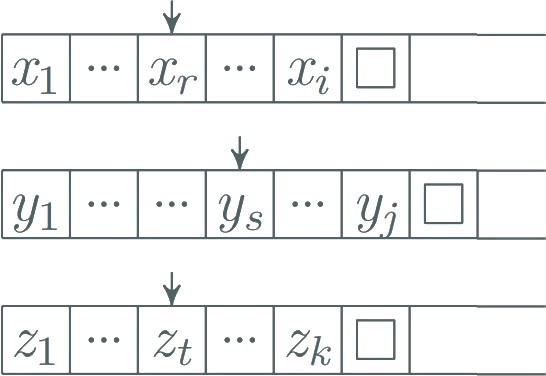 x₁ ··· xᵣ ··· xᵢ □
y₁ ··· ··· yₛ ··· yⱼ □
z₁ ··· zₜ ··· zₖ □